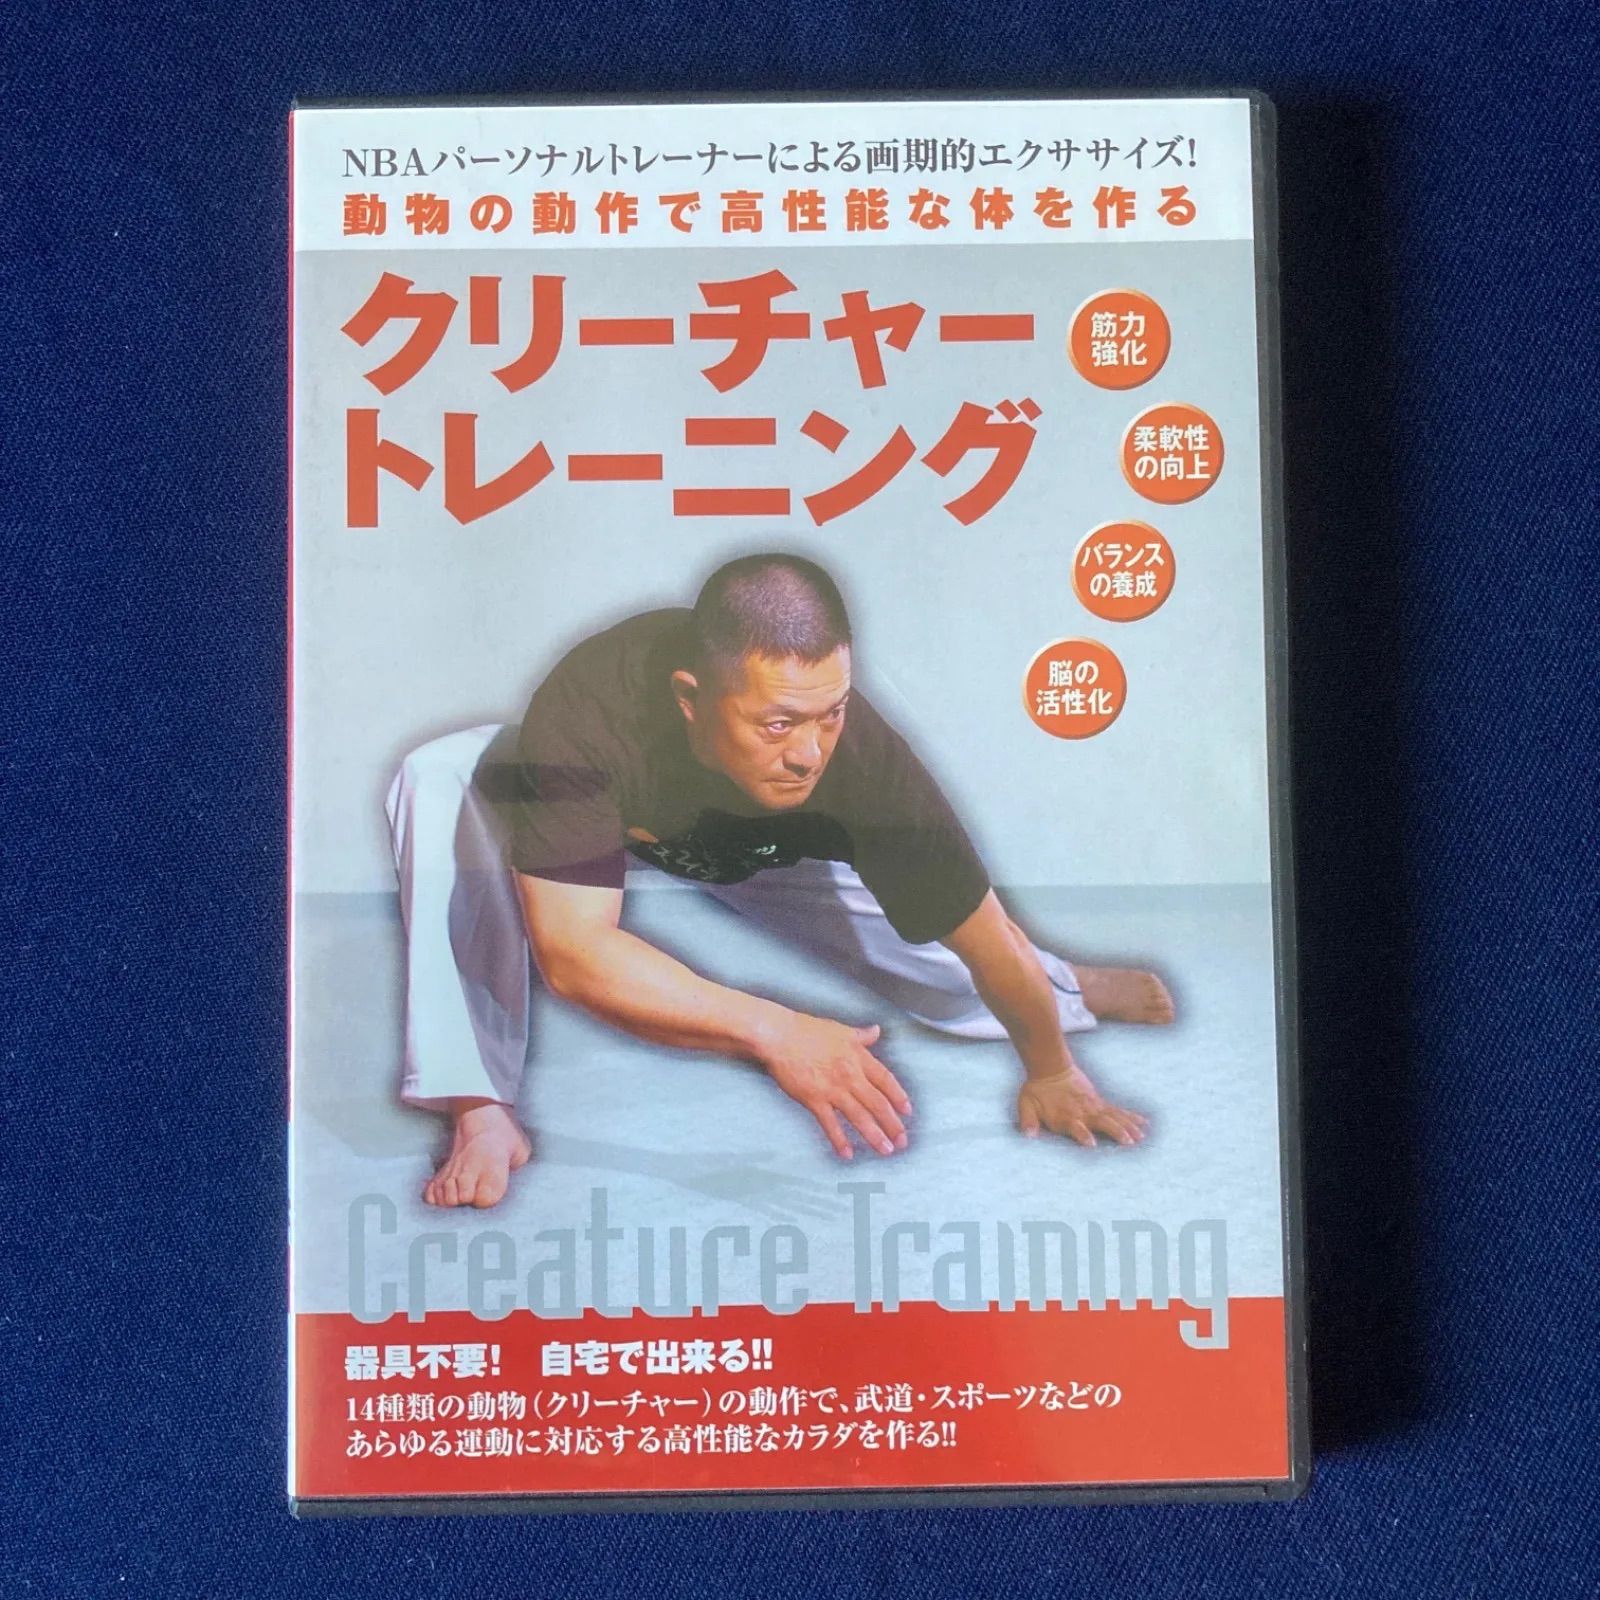 NBAパーソナルトレーナーによる画期的エクササイズ!
動物の動作で高性能な体を作る
クリーチャー
トレーニング
筋力
強化
柔軟性
の向上
バランス
の養成
脳の
活性化
Creature Training
器具不要! 自宅で出来る!!
14種類の動物(クリーチャー)の動作で、武道・スポーツなどの
あらゆる運動に対応する高性能なカラダを作る!!